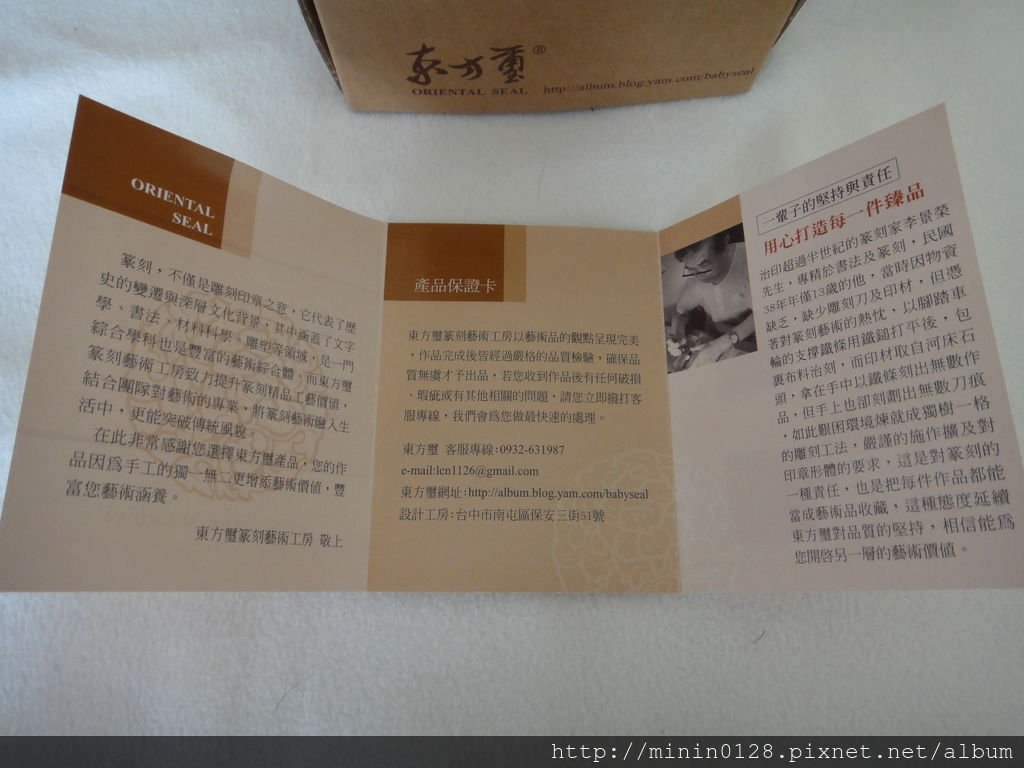 東方璽®
ORIENTAL SEAL
http://album.blog.yam.com/babyseal
ORIENTAL
SEAL
篆刻，不僅是雕刻印章之意，它代表了歷
史的變遷與深層文化背景，其中涵蓋了文字
學、書法、材料科學、雕塑等領域，是一門
綜合學科也是豐富的藝術綜合體，而東方璽
篆刻藝術工房致力提升篆刻精品工藝價值，
結合團隊對藝術的專業，將篆刻藝術融入生
活中，更能突破傳統風貌。
在此非常感謝您選擇東方璽產品，您的作
品因為手工的獨一無二更增添藝術價值，豐
富您藝術涵養。
東方璽篆刻藝術工房 敬上
產品保證卡
東方璽篆刻藝術工房以藝術品的觀點呈現完美
，作品完成後皆經過嚴格的品質檢驗，確保品
質無虞才予出品，若您收到作品後有任何破損
、瑕疵或有其他相關的問題，請您立即撥打客
服專線，我們會為您做最快速的處理。
東方璽 客服專線:0932-631987
e-mail:lcn1126@gmail.com
東方璽網址:http://album.blog.yam.com/babyseal
設計工房:台中市南屯區保安三街51號
一輩子的堅持與責任
用心打造每一件臻品
治印超過半世紀的篆刻家李景榮
先生，專精於書法及篆刻，民國
38年年僅13歲的他，當時因物資
缺乏，缺少雕刻刀及印材，但憑
著對篆刻藝術的熱忱，以腳踏車
輪的支撐鐵條用鐵鎚打平後，包
裹布料治刻，而印材取自河床石
頭，拿在手中以鐵條刻出無數作
品，但手上也卻刻劃出無數刀痕
，如此艱困環境煉就成獨樹一格
的雕刻工法，嚴謹的施作擴及對
印章形體的要求，這是對篆刻的
一種責任，也是把每件作品都能
當成藝術品收藏，這種態度延續
東方璽對品質的堅持，相信能為
您開啓另一層的藝術價值。
http://minin0128.pixnet.net/album